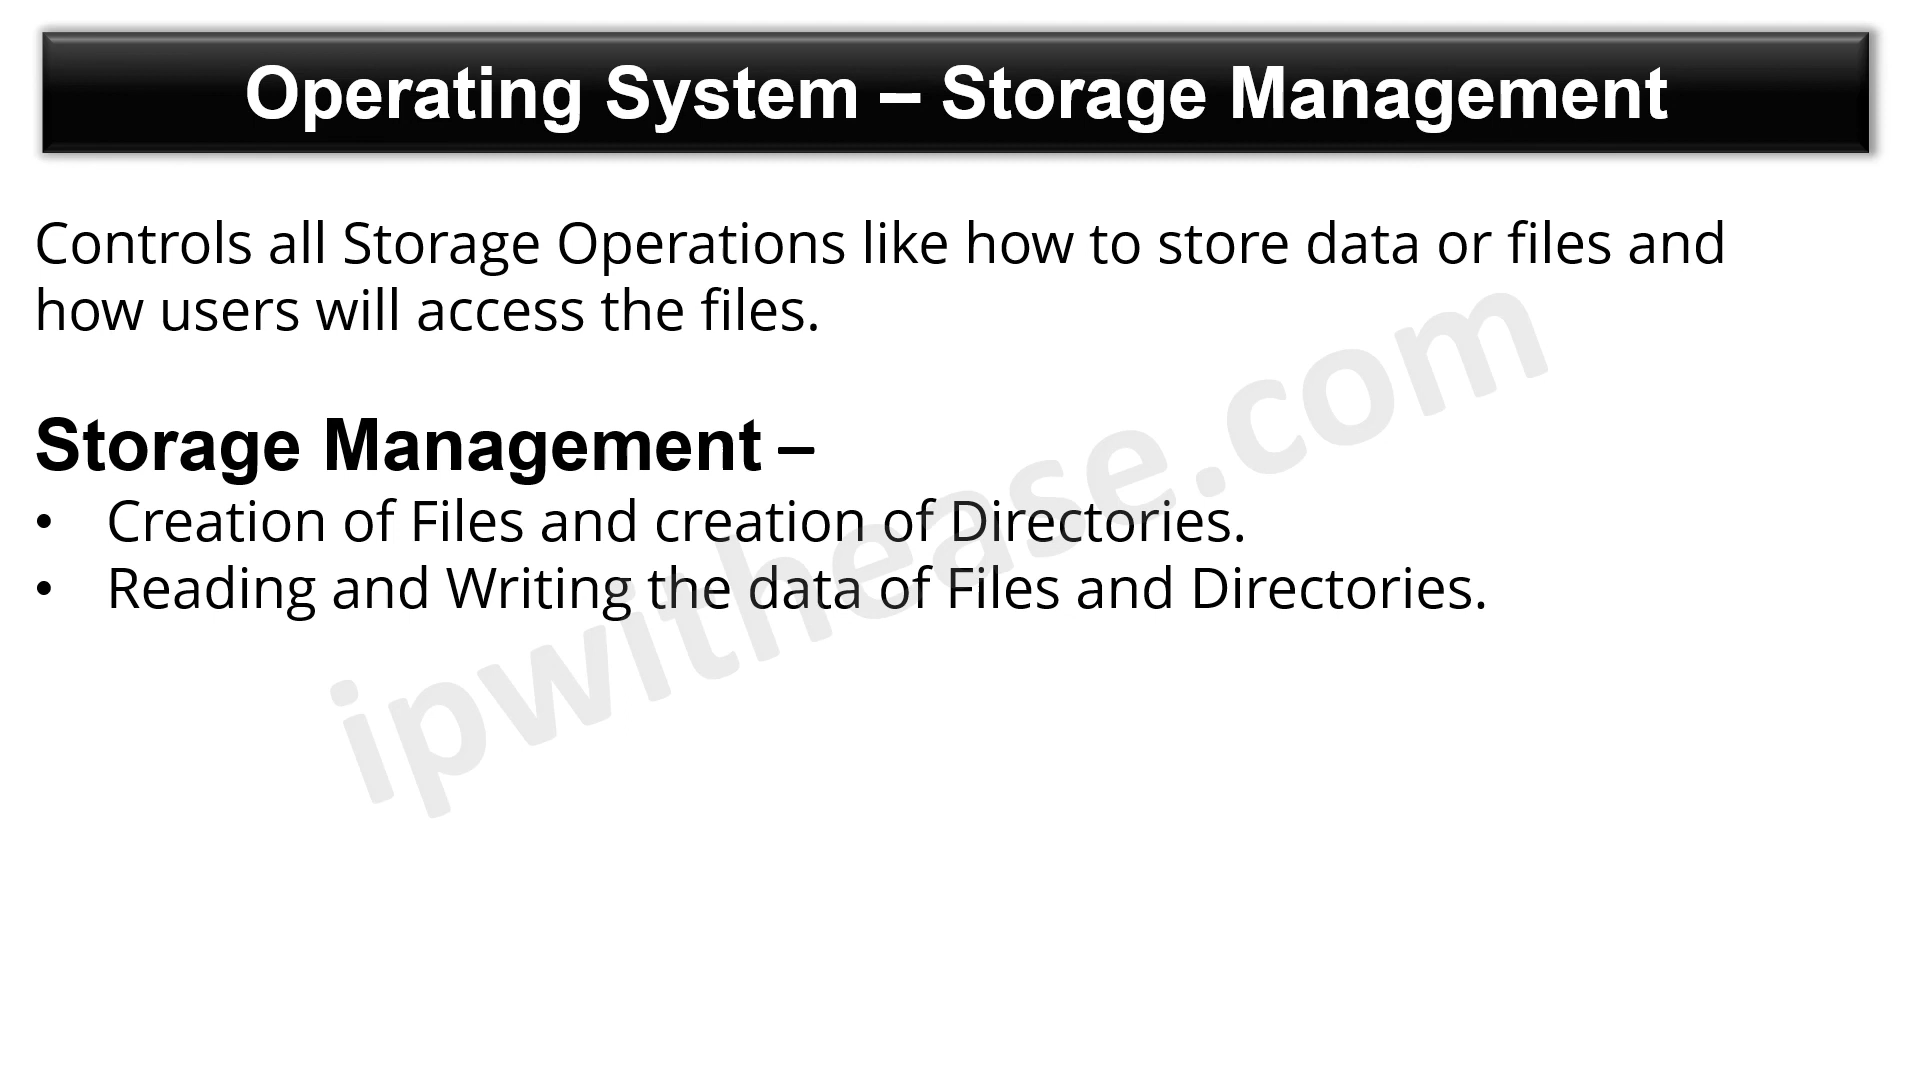 Operating System – Storage Management
Controls all Storage Operations like how to store data or files and
how users will access the files.
Storage Management –
• Creation of Files and creation of Directories.
• Reading and Writing the data of Files and Directories.
ipwithease.com